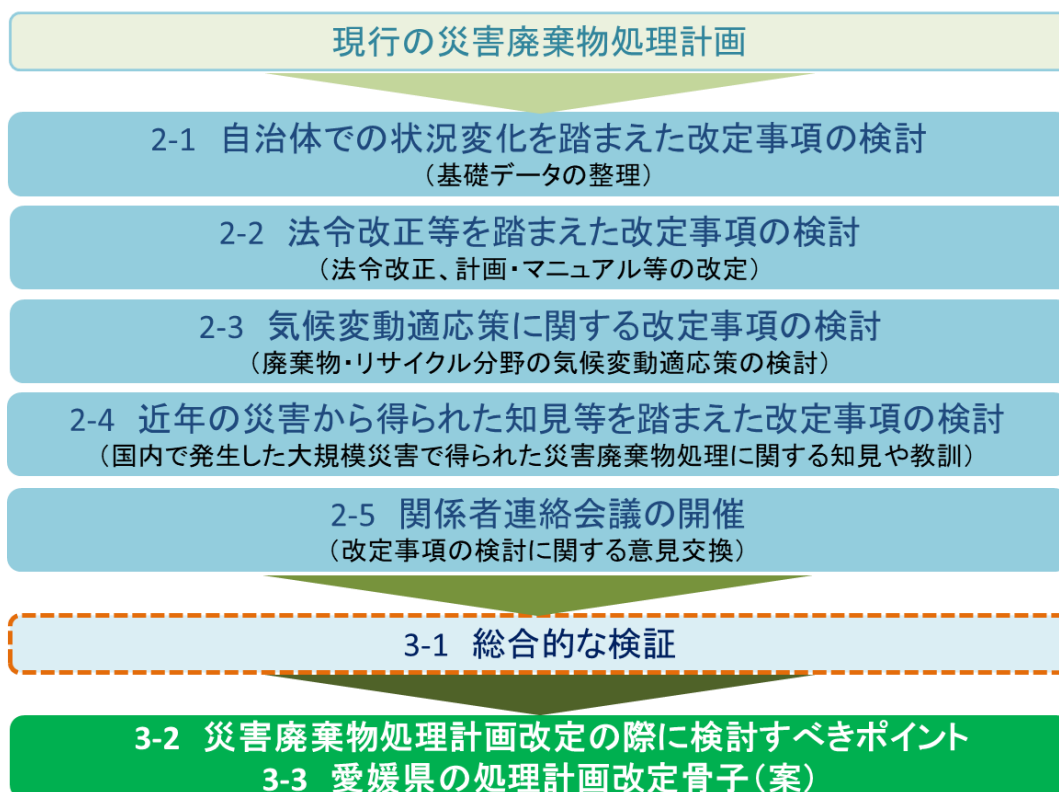 現行の災害廃棄物処理計画
2-1 自治体での状況変化を踏まえた改定事項の検討
（基礎データの整理）
2-2 法令改正等を踏まえた改定事項の検討
（法令改正、計画・マニュアル等の改定）
2-3 気候変動適応策に関する改定事項の検討
（廃棄物・リサイクル分野の気候変動適応策の検討）
2-4 近年の災害から得られた知見等を踏まえた改定事項の検討
（国内で発生した大規模災害で得られた災害廃棄物処理に関する知見や教訓）
2-5 関係者連絡会議の開催
（改定事項の検討に関する意見交換）
3-1 総合的な検証
3-2 災害廃棄物処理計画改定の際に検討すべきポイント
3-3 愛媛県の処理計画改定骨子（案）